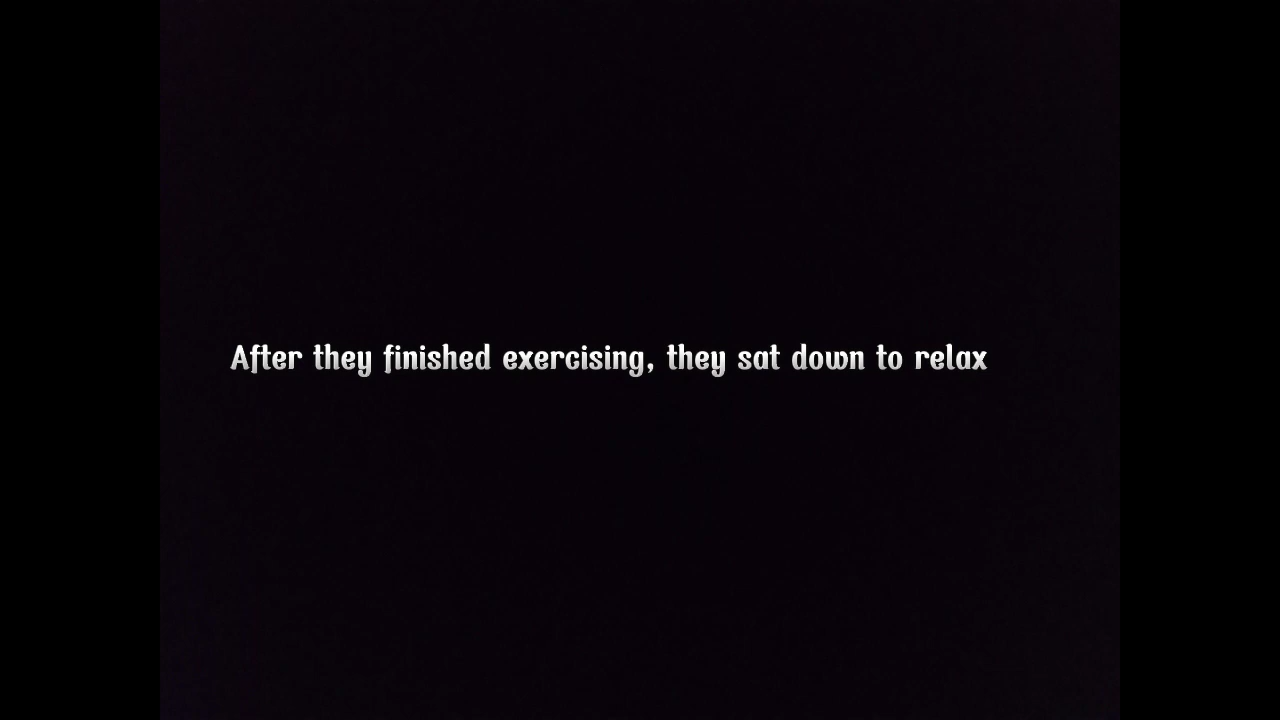 After they finished exercising, they sat down to relax